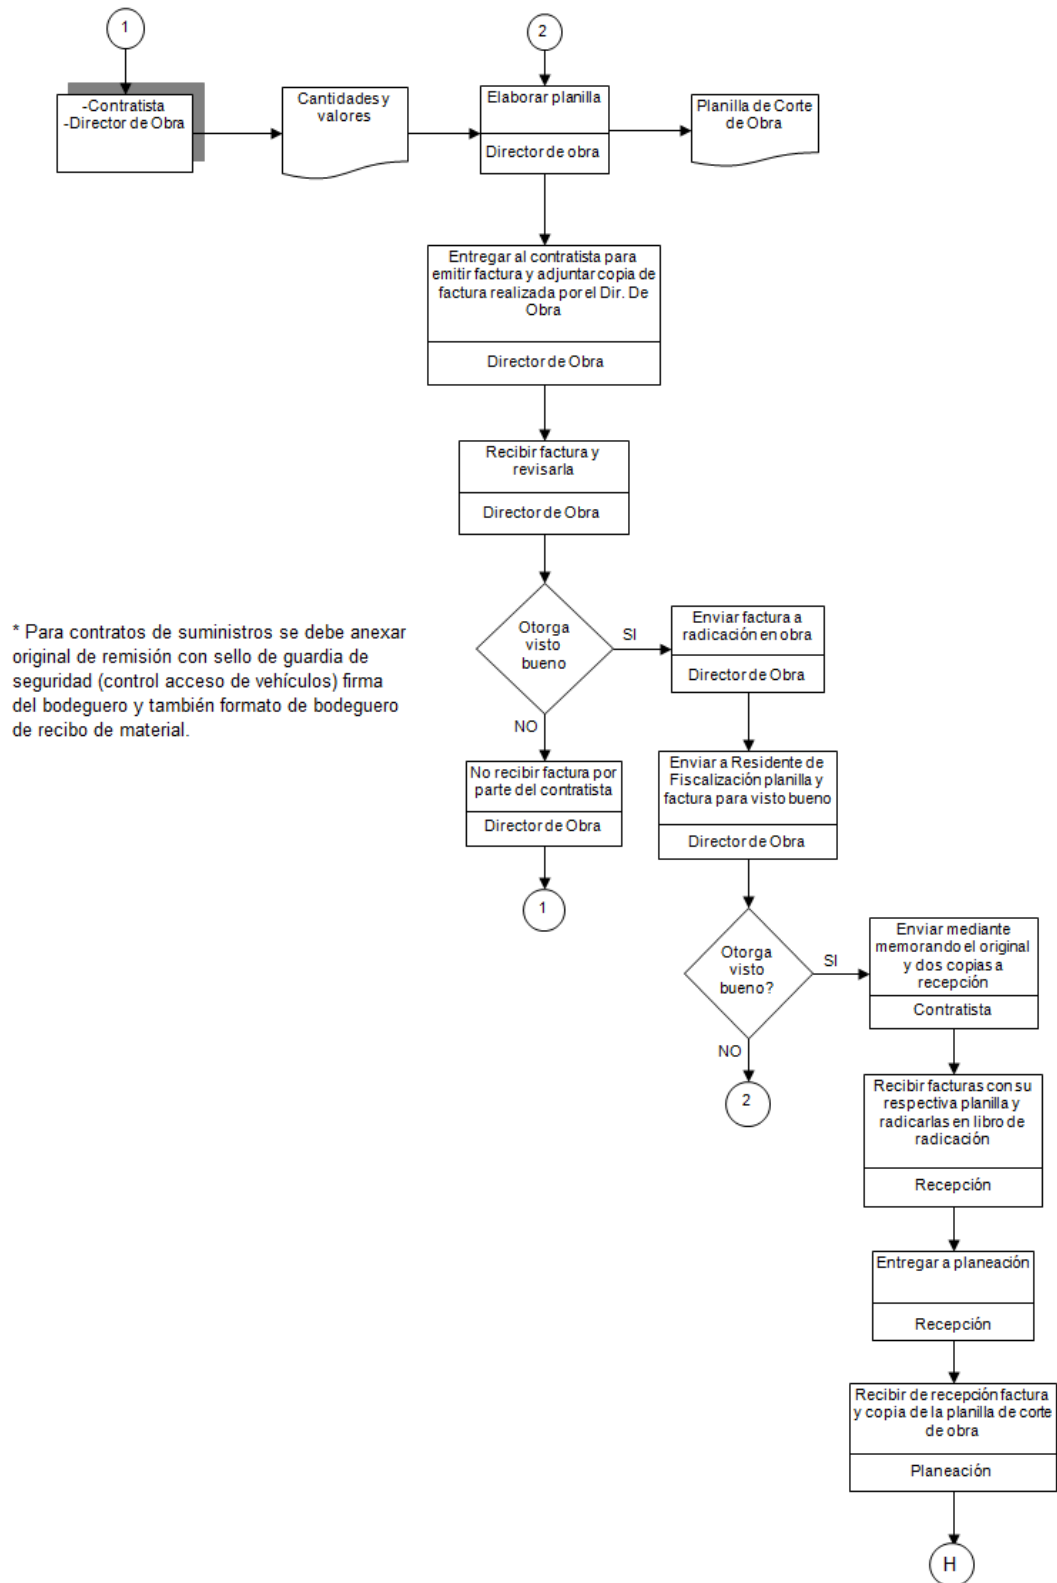 1
2
-Contratista
-Director de Obra
Cantidades y
valores
Elaborar planilla
Director de obra
Planilla de Corte
de Obra
Entregar al contratista para
emitir factura y adjuntar copia de
factura realizada por el Dir. De
Obra
Director de Obra
Recibir factura y
revisarla
Director de Obra
* Para contratos de suministros se debe anexar
original de remisión con sello de guardia de
seguridad (control acceso de vehículos) firma
del bodeguero y también formato de bodeguero
de recibo de material.
Otorga
visto
bueno
SI
Enviar factura a
radicación en obra
Director de Obra
NO
No recibir factura por
parte del contratista
Director de Obra
1
Enviar a Residente de
Fiscalización planilla y
factura para visto bueno
Director de Obra
Otorga
visto
bueno?
SI
Enviar mediante
memorando el original
y dos copias a
recepción
Contratista
NO
2
Recibir facturas con su
respectiva planilla y
radicarlas en libro de
radicación
Recepción
Entregar a planeación
Recepción
Recibir de recepción factura
y copia de la planilla de corte
de obra
Planeación
H